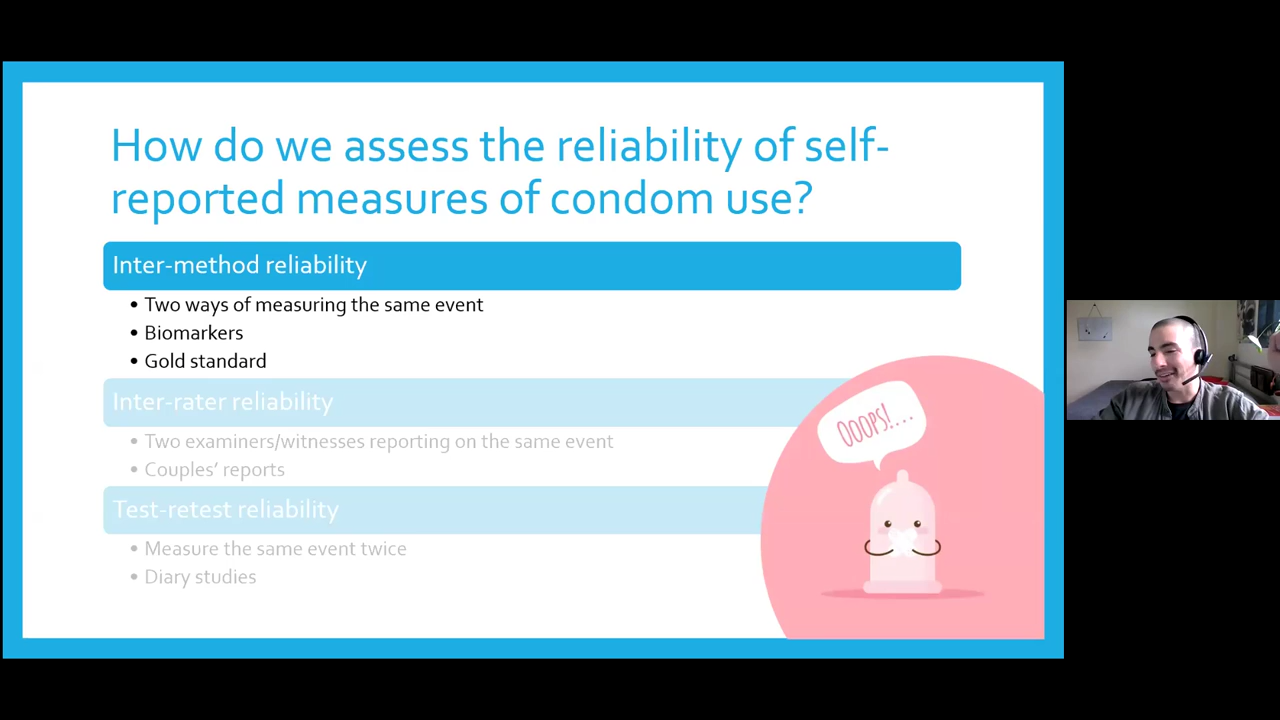 How do we assess the reliability of self-
reported measures of condom use?
Inter-method reliability
• Two ways of measuring the same event
• Biomarkers
• Gold standard
Inter-rater reliability
• Two examiners/witnesses reporting on the same event
• Couples' reports
Test-retest reliability
• Measure the same event twice
• Diary studies
OOOPS!....